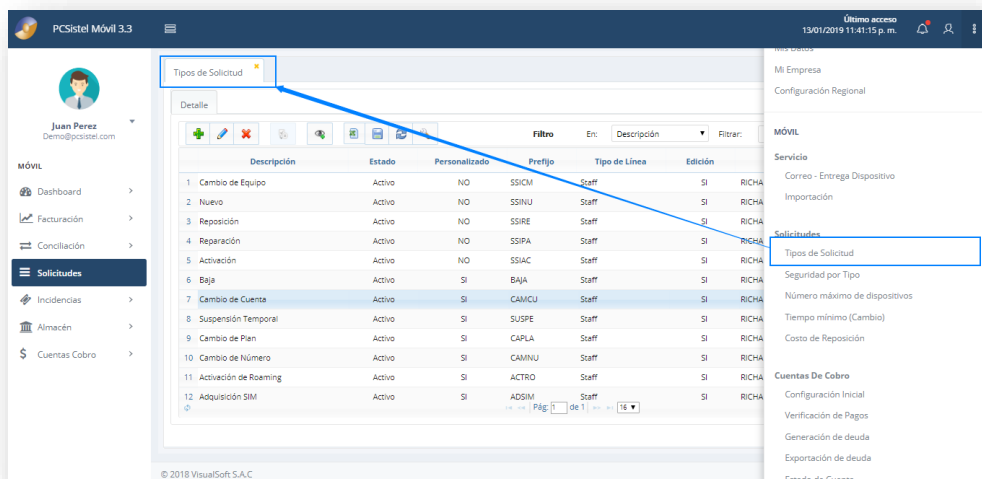 PCSistel Móvil 3.3
Último acceso
13/01/2019 11:41:15 p. m.
Juan Perez
Demo@pcsistel.com
MÓVIL
Dashboard
Facturación
Conciliación
Solicitudes
Incidencias
Almacén
Cuentas Cobro
Tipos de Solicitud
Detalle
Filtro En: Descripción Filtrar:
Descripción Estado Personalizado Prefijo Tipo de Línea Edición
1 Cambio de Equipo Activo NO SSICM Staff SI RICHA
2 Nuevo Activo NO SSINU Staff SI RICHA
3 Reposición Activo NO SSIRE Staff SI RICHA
4 Reparación Activo NO SSIPA Staff SI RICHA
5 Activación Activo NO SSIAC Staff SI RICHA
6 Baja Activo SI BAJA Staff SI RICHA
7 Cambio de Cuenta Activo SI CAMCU Staff SI RICHA
8 Suspensión Temporal Activo SI SUSPE Staff SI RICHA
9 Cambio de Plan Activo SI CAPLA Staff SI RICHA
10 Cambio de Número Activo SI CAMNU Staff SI RICHA
11 Activación de Roaming Activo SI ACTRO Staff SI RICHA
12 Adquisición SIM Activo SI ADSIM Staff SI RICHA
Pág: 1 de 1 16
© 2018 VisualSoft S.A.C
Mis Datos
Mi Empresa
Configuración Regional
MÓVIL
Servicio
Correo - Entrega Dispositivo
Importación
Solicitudes
Tipos de Solicitud
Seguridad por Tipo
Número máximo de dispositivos
Tiempo mínimo (Cambio)
Costo de Reposición
Cuentas De Cobro
Configuración Inicial
Verificación de Pagos
Generación de deuda
Exportación de deuda
Estado de Cuenta